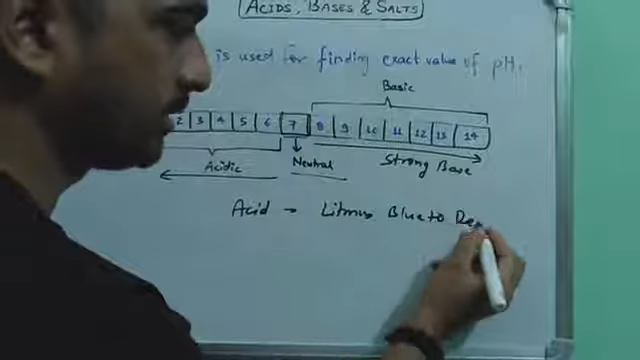 ACIDS, BASES & SALTS
is used for finding exact value of pH.
Basic
2 3 4 5 6 7 8 9 10 11 12 13 14
Acidic Neutral Strong Base
Acid → Litmus Blue to Re